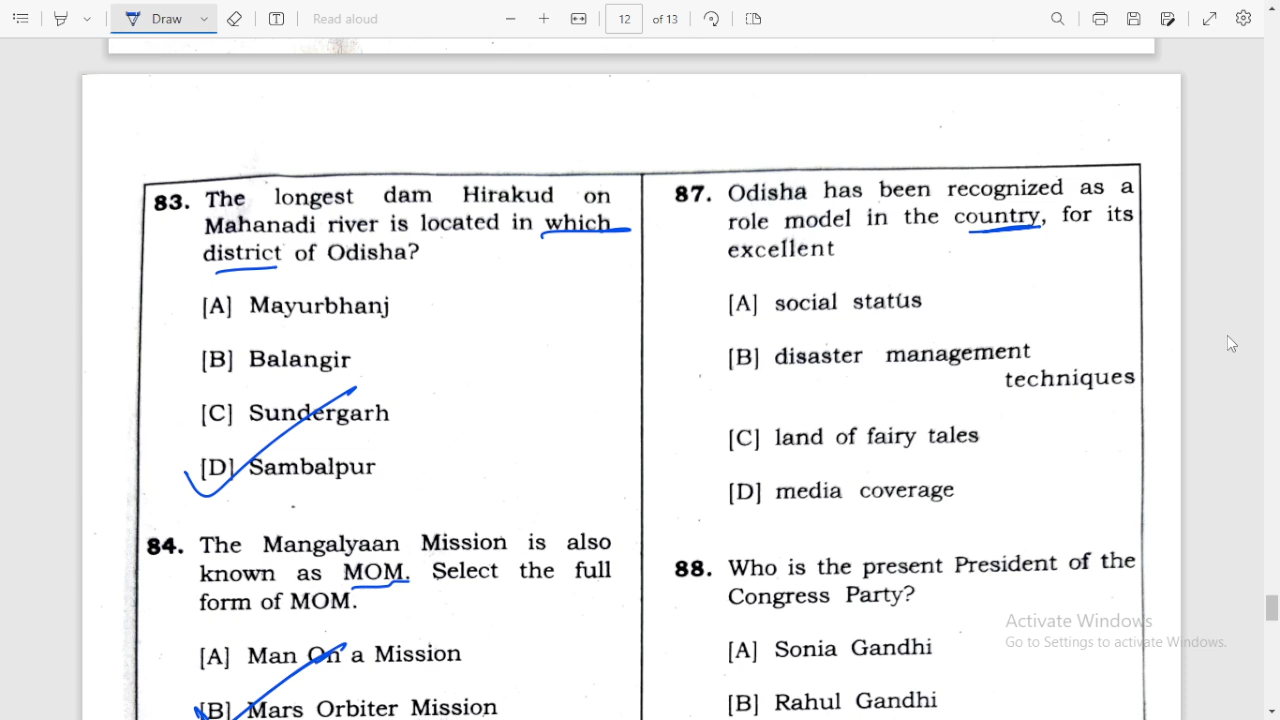 Draw
Read aloud
12
of 13
83. The longest dam Hirakud on
Mahanadi river is located in which
district of Odisha?
[A] Mayurbhanj
[B] Balangir
[C] Sundergarh
[D] Sambalpur
84. The Mangalyaan Mission is also
known as MOM. Select the full
form of MOM.
[A] Man On a Mission
[B] Mars Orbiter Mission
87. Odisha has been recognized as a
role model in the country, for its
excellent
[A] social status
[B] disaster management
techniques
[C] land of fairy tales
[D] media coverage
88. Who is the present President of the
Congress Party?
[A] Sonia Gandhi
[B] Rahul Gandhi
Activate Windows
Go to Settings to activate Windows.